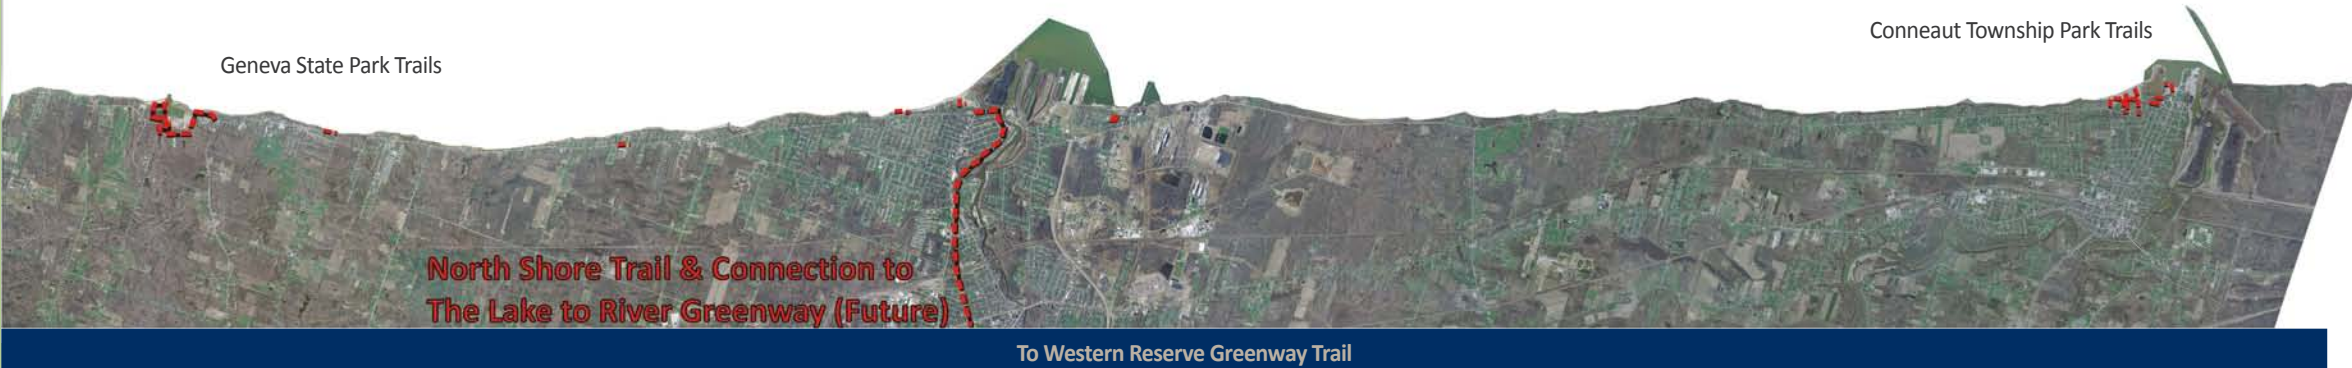 Conneaut Township Park Trails
Geneva State Park Trails
North Shore Trail & Connection to
The Lake to River Greenway (Future)
To Western Reserve Greenway Trail